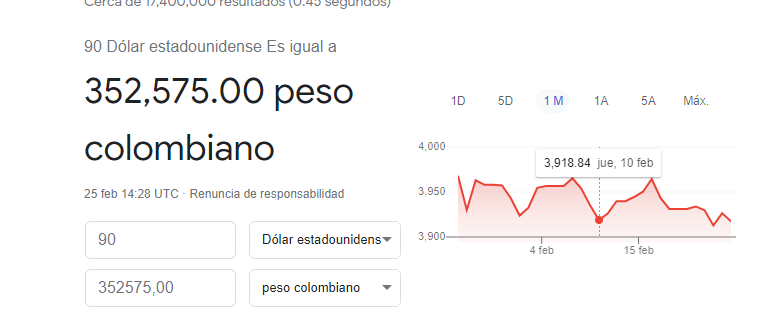 Cerca de 17,400,000 resultados (0.45 segundos)
90 Dólar estadounidense Es igual a
352,575.00 peso
colombiano
25 feb 14:28 UTC · Renuncia de responsabilidad
90 Dólar estadounidens
352575,00 peso colombiano
1D 5D 1 M 1A 5A Máx.
4,000
3,918.84 jue, 10 feb
3,950
3,900
4 feb 15 feb